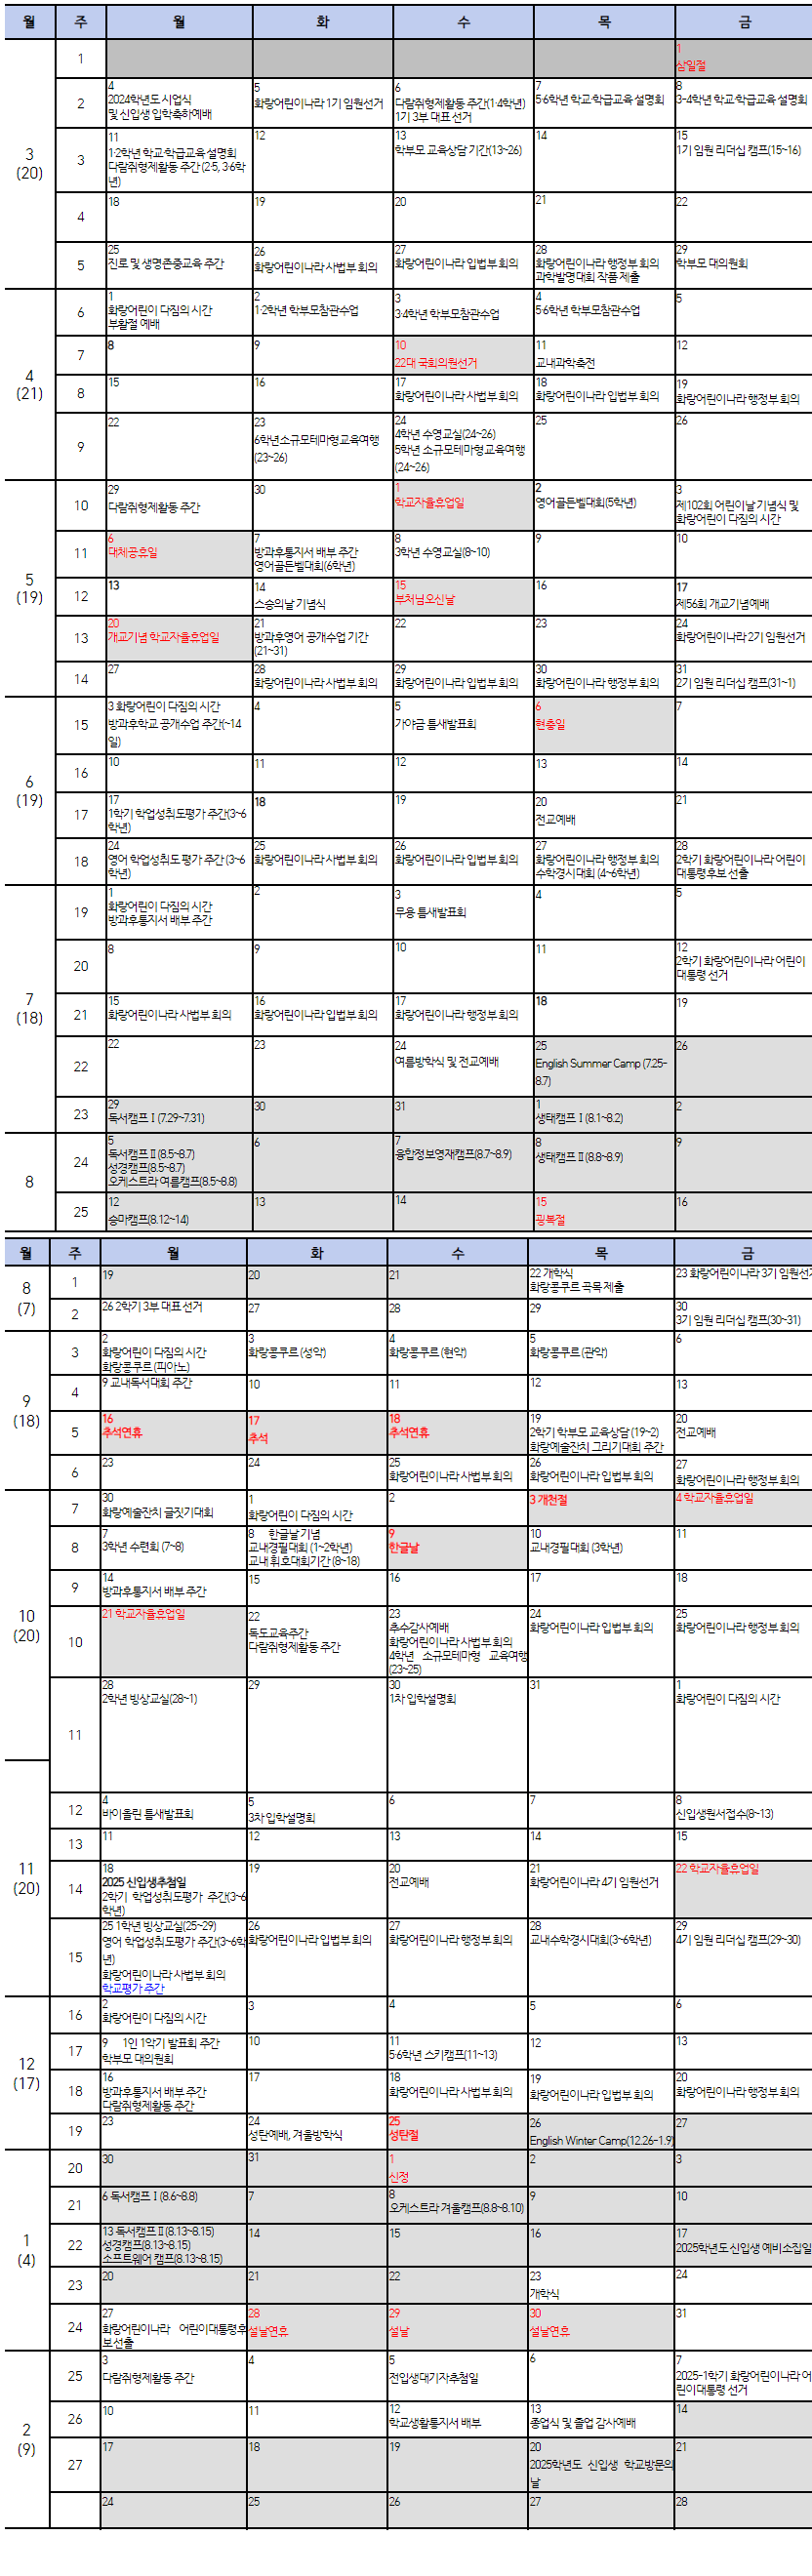 월 주 월 화 수 목 금
3
(20)
1
1
삼일절
2
4
2024학년도 시업식
및 신입생 입학축하예배
5
화랑어린이나라 1기 임원선거
6
다람쥐형제활동 주간(1·4학년)
1기 3부 대표 선거
7
5·6학년 학교·학급교육 설명회
8
3~4학년 학교·학급교육 설명회
3
11
1·2학년 학교·학급교육 설명회
다람쥐형제활동 주간 (2·5, 3·6학
년)
12
13
학부모 교육상담 기간(13~26)
14
15
1기 임원 리더십 캠프(15~16)
4
18
19
20
21
22
5
25
진로 및 생명존중교육 주간
26
화랑어린이나라 사법부 회의
27
화랑어린이나라 입법부 회의
28
화랑어린이나라 행정부 회의
과학발명대회 작품 제출
29
학부모 대의원회
4
(21)
6
1
화랑어린이 다짐의 시간
부활절 예배
2
1·2학년 학부모참관수업
3
3·4학년 학부모참관수업
4
5·6학년 학부모참관수업
5
7
8
9
10
22대 국회의원선거
11
교내과학축전
12
8
15
16
17
화랑어린이나라 사법부 회의
18
화랑어린이나라 입법부 회의
19
화랑어린이나라 행정부 회의
9
22
23
6학년소규모테마형교육여행
(23~26)
24
4학년 수영교실(24~26)
5학년 소규모테마형교육여행
(24~26)
25
26
5
(19)
10
29
다람쥐형제활동 주간
30
1
학교자율휴업일
2
영어골든벨대회(5학년)
3
제102회 어린이날 기념식 및
화랑어린이 다짐의 시간
11
6
대체공휴일
7
방과후통지서 배부 주간
영어골든벨대회(6학년)
8
3학년 수영교실(8~10)
9
10
12
13
14
스승의날 기념식
15
부처님오신날
16
17
제56회 개교기념예배
13
20
개교기념 학교자율휴업일
21
방과후영어 공개수업 기간
(21~31)
22
23
24
화랑어린이나라 2기 임원선거
14
27
28
화랑어린이나라 사법부 회의
29
화랑어린이나라 입법부 회의
30
화랑어린이나라 행정부 회의
31
2기 임원 리더십 캠프(31~1)
6
(19)
15
3 화랑어린이 다짐의 시간
방과후학교 공개수업 주간(~14
일)
4
5
가야금 틈새발표회
6
현충일
7
16
10
11
12
13
14
17
17
1학기 학업성취도평가 주간(3~6
학년)
18
19
20
전교예배
21
18
24
영어 학업성취도 평가 주간 (3~6
학년)
25
화랑어린이나라 사법부 회의
26
화랑어린이나라 입법부 회의
27
화랑어린이나라 행정부 회의
수학경시대회 (4~6학년)
28
2학기 화랑어린이나라 어린이
대통령후보 선출
7
(18)
19
1
화랑어린이 다짐의 시간
방과후통지서 배부 주간
2
3
무용 틈새발표회
4
5
20
8
9
10
11
12
2학기 화랑어린이나라 어린이
대통령 선거
21
15
화랑어린이나라 사법부 회의
16
화랑어린이나라 입법부 회의
17
화랑어린이나라 행정부 회의
18
19
22
22
23
24
여름방학식 및 전교예배
25
English Summer Camp (7.25-
8.7)
26
23
29
독서캠프Ⅰ(7.29~7.31)
30
31
1
생태캠프Ⅰ(8.1~8.2)
2
8
24
5
독서캠프Ⅱ(8.5~8.7)
성경캠프(8.5~8.7)
오케스트라 여름캠프(8.5~8.8)
6
7
융합정보영재캠프(8.7~8.9)
8
생태캠프Ⅱ(8.8~8.9)
9
25
12
승마캠프(8.12~14)
13
14
15
광복절
16
월 주 월 화 수 목 금
8
(7)
1
19
20
21
22 개학식
화랑콩쿠르 곡목 제출
23 화랑어린이나라 3기 임원선거
2
26 2학기 3부 대표 선거
27
28
29
30
3기 임원 리더십 캠프(30~31)
9
(18)
3
2
화랑어린이 다짐의 시간
화랑콩쿠르 (피아노)
3
화랑콩쿠르 (성악)
4
화랑콩쿠르 (현악)
5
화랑콩쿠르 (관악)
6
4
9 교내독서대회 주간
10
11
12
13
5
16
추석연휴
17
추석
18
추석연휴
19
2학기 학부모 교육상담 (19~2)
화랑예술잔치 그리기대회 주간
20
전교예배
6
23
24
25
화랑어린이나라 사법부 회의
26
화랑어린이나라 입법부 회의
27
화랑어린이나라 행정부 회의
10
(20)
7
30
화랑예술잔치 글짓기대회
1
화랑어린이 다짐의 시간
2
3 개천절
4 학교자율휴업일
8
7
3학년 수련회 (7~8)
8 한글날 기념
교내경필대회 (1~2학년)
교내 휘호대회기간 (8~18)
9
한글날
10
교내경필대회 (3학년)
11
9
14
방과후통지서 배부 주간
15
16
17
18
10
21 학교자율휴업일
22
독도교육주간
다람쥐형제활동 주간
23
추수감사예배
화랑어린이나라 사법부 회의
4학년 소규모테마형 교육여행
(23~25)
24
화랑어린이나라 입법부 회의
25
화랑어린이나라 행정부 회의
11
28
2학년 빙상교실(28~1)
29
30
1차 입학설명회
31
1
화랑어린이 다짐의 시간
11
(20)
12
4
바이올린 틈새발표회
5
3차 입학설명회
6
7
8
신입생원서접수(8~13)
13
11
12
13
14
15
14
18
2025 신입생추첨일
2학기 학업성취도평가 주간(3~6
학년)
19
20
전교예배
21
화랑어린이나라 4기 임원선거
22 학교자율휴업일
15
25 1학년 빙상교실(25~29)
영어 학업성취도평가 주간(3~6학
년)
화랑어린이나라 사법부 회의
학교평가 주간
26
화랑어린이나라 입법부 회의
27
화랑어린이나라 행정부 회의
28
교내수학경시대회(3~6학년)
29
4기 임원 리더십 캠프(29~30)
12
(17)
16
2
화랑어린이 다짐의 시간
3
4
5
6
17
9 1인 1악기 발표회 주간
학부모 대의원회
10
11
5·6학년 스키캠프(11~13)
12
13
18
16
방과후통지서 배부 주간
다람쥐형제활동 주간
17
18
화랑어린이나라 사법부 회의
19
화랑어린이나라 입법부 회의
20
화랑어린이나라 행정부 회의
19
23
24
성탄예배, 겨울방학식
25
성탄절
26
English Winter Camp(12.26-1.9)
27
1
(4)
20
30
31
1
신정
2
3
21
6 독서캠프Ⅰ(8.6~8.8)
7
8
오케스트라 겨울캠프(8.8~8.10)
9
10
22
13 독서캠프Ⅱ(8.13~8.15)
성경캠프(8.13~8.15)
소프트웨어 캠프(8.13~8.15)
14
15
16
17
2025학년도 신입생 예비소집일
23
20
21
22
23
개학식
24
24
27
화랑어린이나라 어린이대통령후
보선출
28
설날연휴
29
설날
30
설날연휴
31
2
(9)
25
3
다람쥐형제활동 주간
4
5
전입생대기자추첨일
6
7
2025-1학기 화랑어린이나라 어
린이대통령 선거
26
10
11
12
학교생활통지서 배부
13
종업식 및 졸업 감사예배
14
27
17
18
19
20
2025학년도 신입생 학교방문의
날
21
24
25
26
27
28